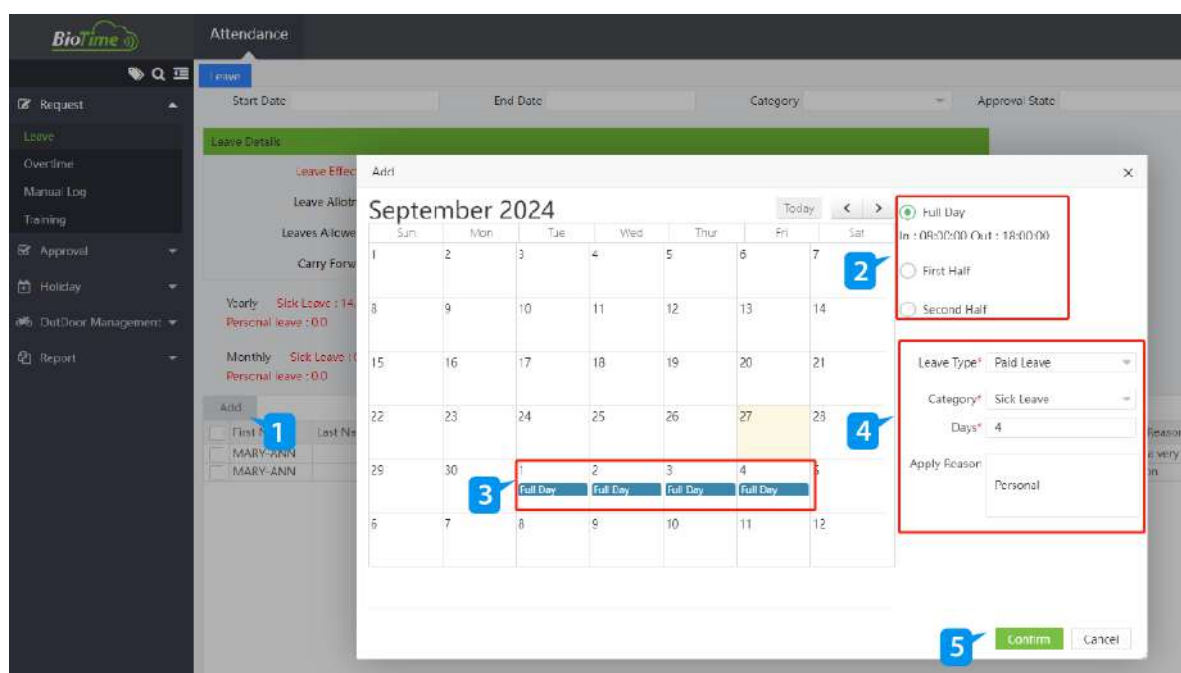 BioTime
Attendance
Leave
Request
Leave
Overtime
Manual Log
Training
Approval
Holiday
OutDoor Management
Report
Start Date End Date Category Approval State
Leave Details
Leave Effec
Leave Allotm
Leaves Allowe
Carry Forw
Yearly Sick Leave : 14.
Personal leave : 0.0
Monthly Sick Leave :
Personal leave : 0.0
Add
1
First N Last Na
MARY-ANN
MARY-ANN
Reason
very
on
Add
September 2024
Today < >
Sun Mon Tue Wed Thur Fri Sat
1 2 3 4 5 6 7
8 9 10 11 12 13 14
15 16 17 18 19 20 21
22 23 24 25 26 27 28
29 30 1 2 3 4 5
Full Day Full Day Full Day Full Day
3
6 7 8 9 10 11 12
2
Full Day
In : 09:00:00 Out : 18:00:00
First Half
Second Half
4
Leave Type* Paid Leave
Category* Sick Leave
Days* 4
Apply Reason
Personal
5
Confirm Cancel